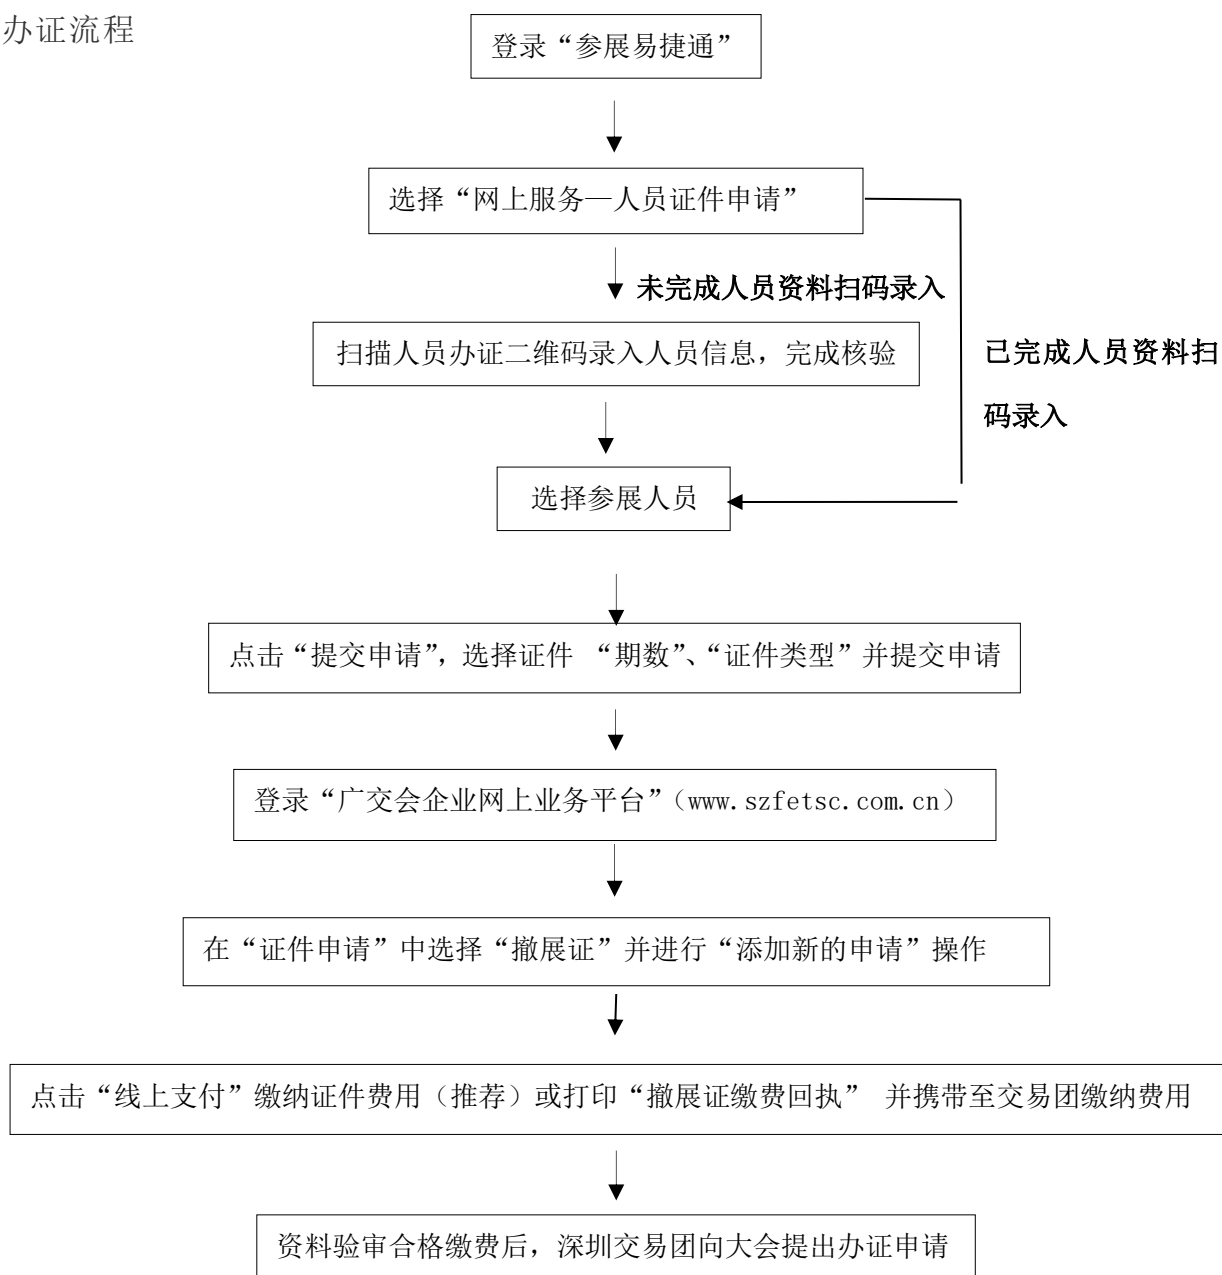 办证流程
登录“参展易捷通”
选择“网上服务—人员证件申请”
未完成人员资料扫码录入
扫描人员办证二维码录入人员信息，完成核验
已完成人员资料扫
码录入
选择参展人员
点击“提交申请”，选择证件 “期数”、“证件类型”并提交申请
登录“广交会企业网上业务平台”（www.szfetsc.com.cn）
在“证件申请”中选择“撤展证”并进行“添加新的申请”操作
点击“线上支付”缴纳证件费用（推荐）或打印“撤展证缴费回执” 并携带至交易团缴纳费用
资料验审合格缴费后，深圳交易团向大会提出办证申请